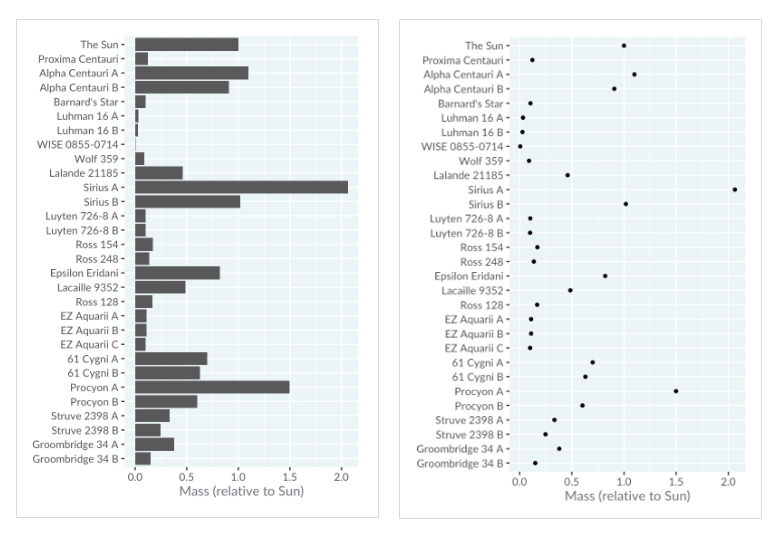 The Sun
Proxima Centauri
Alpha Centauri A
Alpha Centauri B
Barnard's Star
Luhman 16 A
Luhman 16 B
WISE 0855-0714
Wolf 359
Lalande 21185
Sirius A
Sirius B
Luyten 726-8 A
Luyten 726-8 B
Ross 154
Ross 248
Epsilon Eridani
Lacaille 9352
Ross 128
EZ Aquarii A
EZ Aquarii B
EZ Aquarii C
61 Cygni A
61 Cygni B
Procyon A
Procyon B
Struve 2398 A
Struve 2398 B
Groombridge 34 A
Groombridge 34 B
0.0 0.5 1.0 1.5 2.0
Mass (relative to Sun)
The Sun
Proxima Centauri
Alpha Centauri A
Alpha Centauri B
Barnard's Star
Luhman 16 A
Luhman 16 B
WISE 0855-0714
Wolf 359
Lalande 21185
Sirius A
Sirius B
Luyten 726-8 A
Luyten 726-8 B
Ross 154
Ross 248
Epsilon Eridani
Lacaille 9352
Ross 128
EZ Aquarii A
EZ Aquarii B
EZ Aquarii C
61 Cygni A
61 Cygni B
Procyon A
Procyon B
Struve 2398 A
Struve 2398 B
Groombridge 34 A
Groombridge 34 B
0.0 0.5 1.0 1.5 2.0
Mass (relative to Sun)